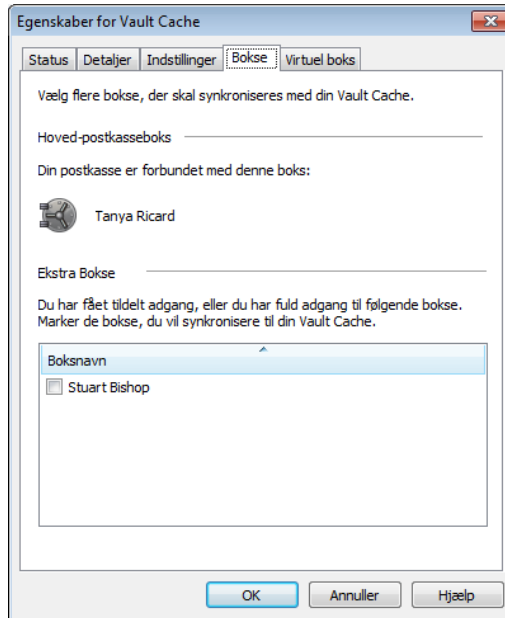 Egenskaber for Vault Cache
Status Detaljer Indstillinger Bokse Virtuel boks
Vælg flere bokse, der skal synkroniseres med din Vault Cache.
Hoved-postkasseboks
Din postkasse er forbundet med denne boks:
Tanya Ricard
Ekstra Bokse
Du har fået tildelt adgang, eller du har fuld adgang til følgende bokse.
Marker de bokse, du vil synkronisere til din Vault Cache.
Boksnavn
Stuart Bishop
OK Annuller Hjælp